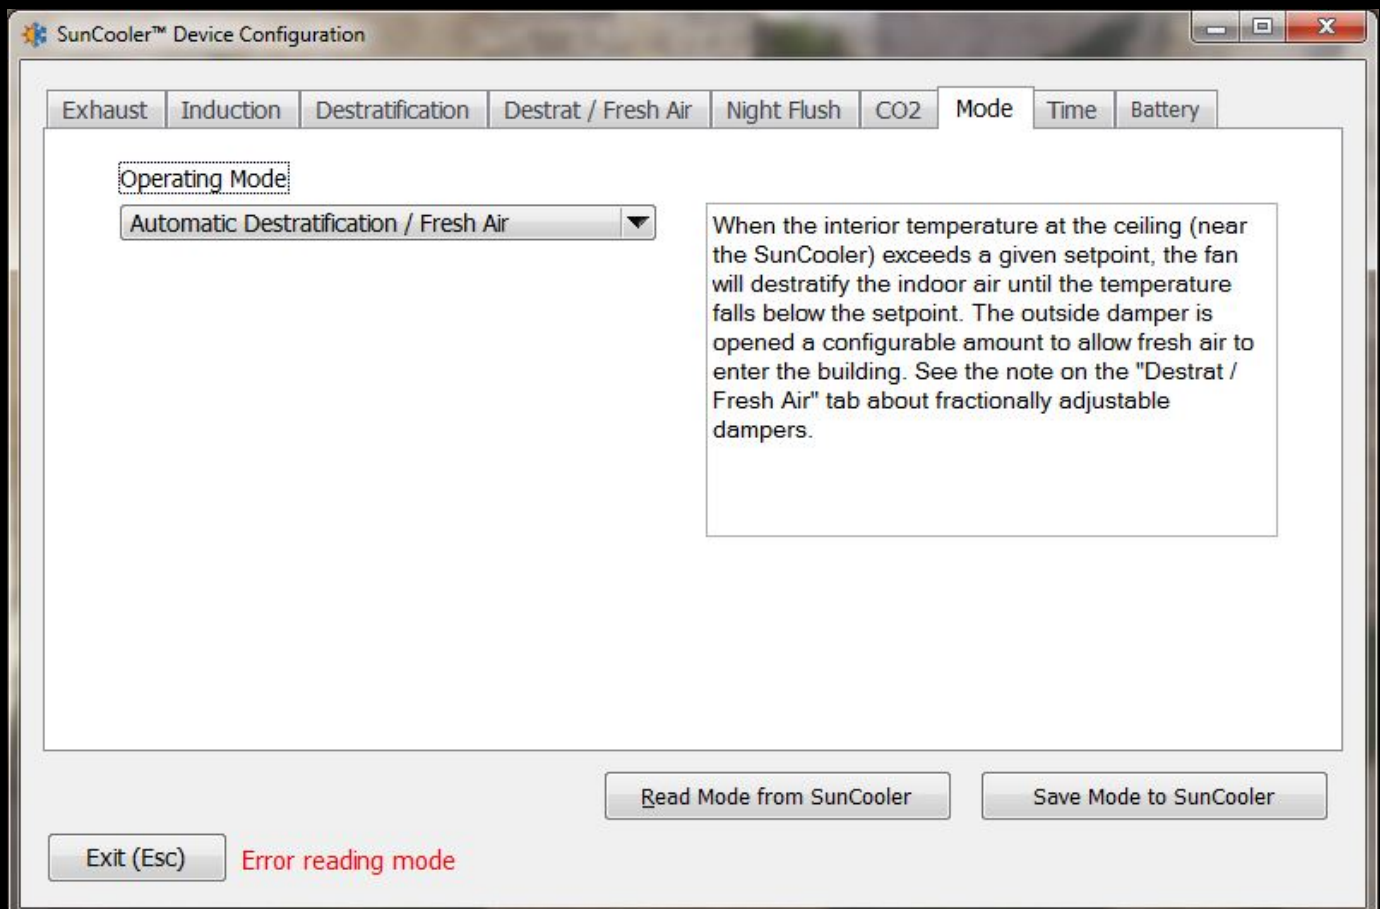 SunCooler™ Device Configuration
Exhaust Induction Destratification Destrat / Fresh Air Night Flush CO2 Mode Time Battery
Operating Mode
Automatic Destratification / Fresh Air
When the interior temperature at the ceiling (near
the SunCooler) exceeds a given setpoint, the fan
will destratify the indoor air until the temperature
falls below the setpoint. The outside damper is
opened a configurable amount to allow fresh air to
enter the building. See the note on the "Destrat /
Fresh Air" tab about fractionally adjustable
dampers.
Read Mode from SunCooler Save Mode to SunCooler
Exit (Esc) Error reading mode